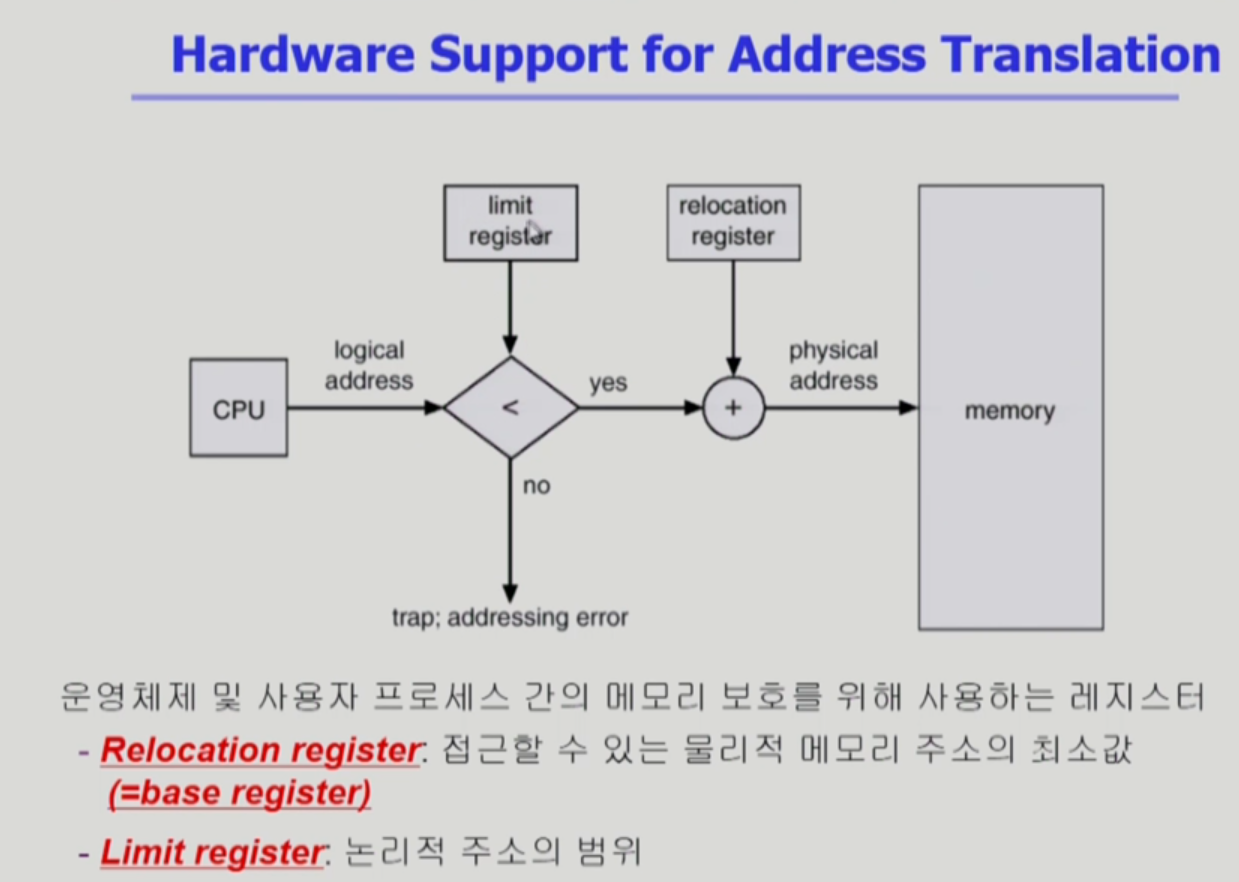 Hardware Support for Address Translation
limit
register
relocation
register
logical
address
yes
physical
address
CPU
<
+
memory
no
trap; addressing error
운영체제 및 사용자 프로세스 간의 메모리 보호를 위해 사용하는 레지스터
- Relocation register: 접근할 수 있는 물리적 메모리 주소의 최소값
(=base register)
- Limit register: 논리적 주소의 범위